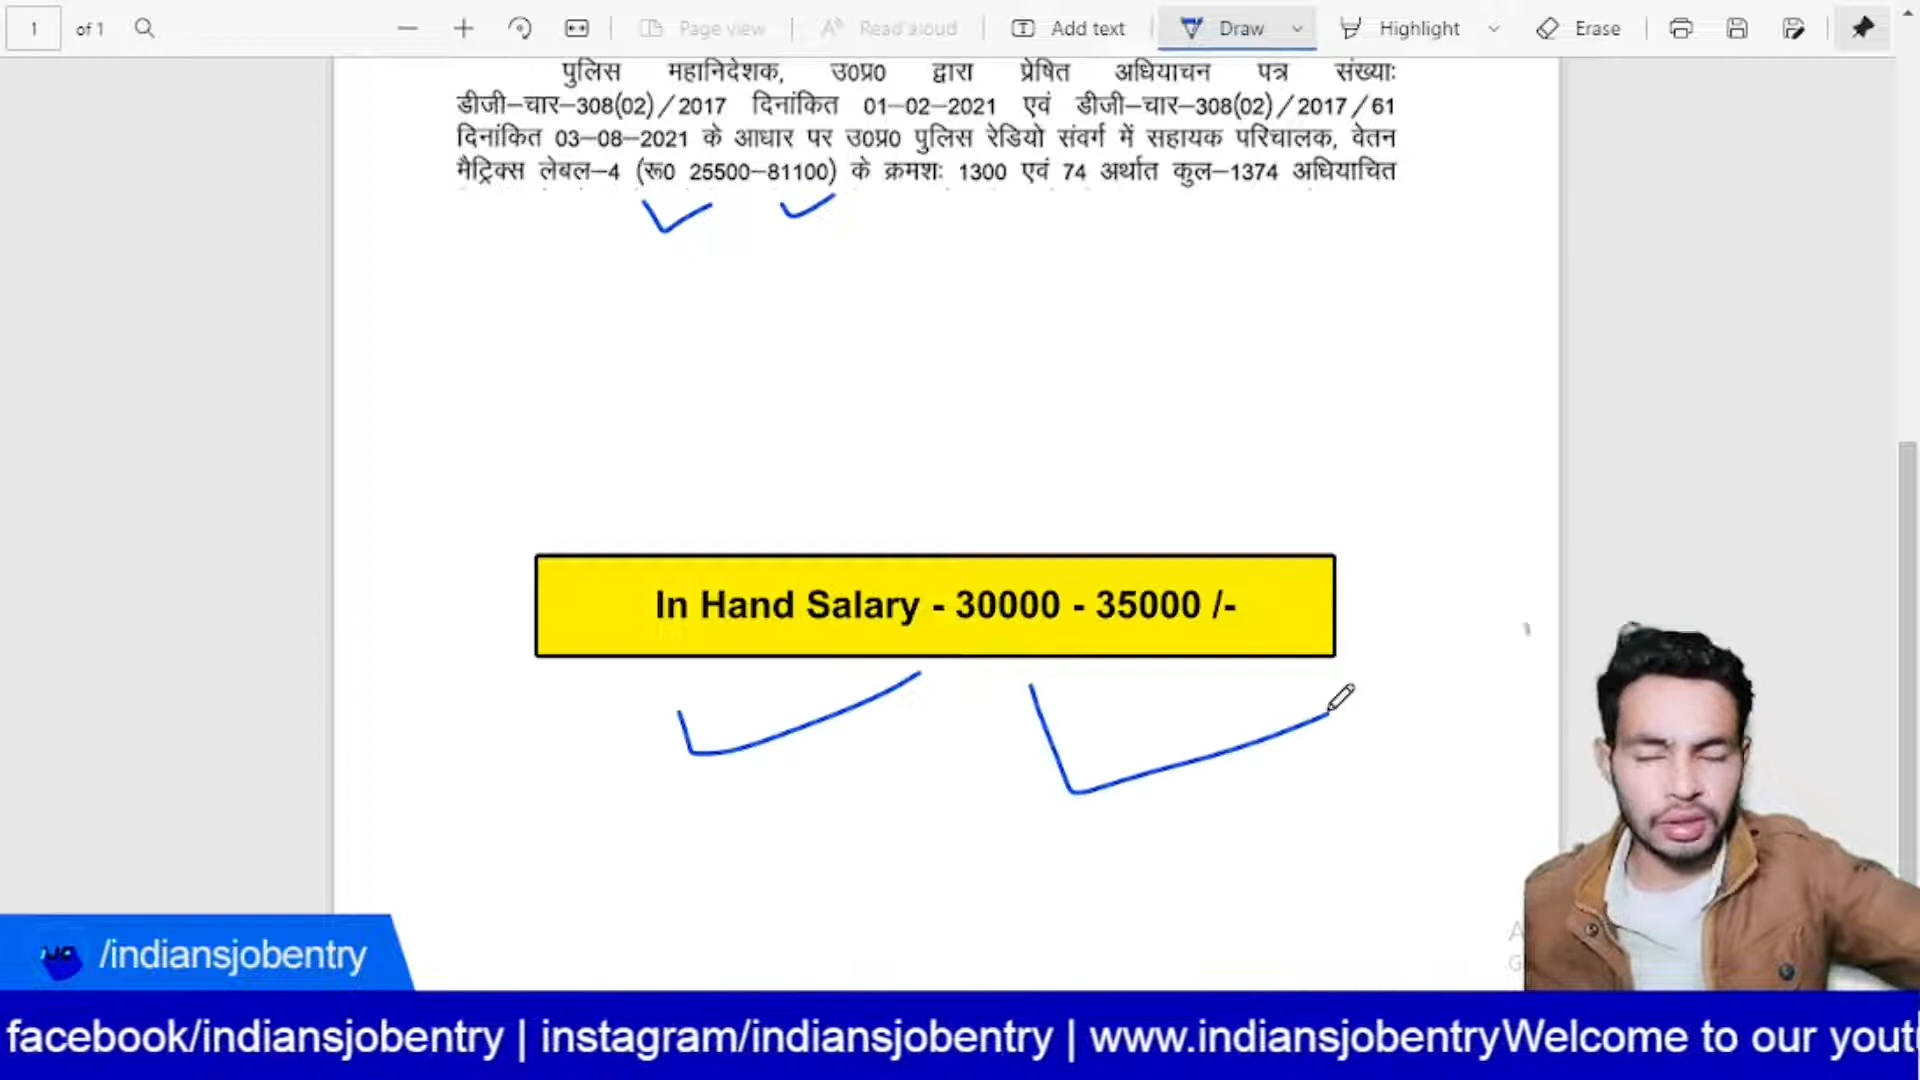 1 of 1 Page view Read aloud Add text Draw Highlight Erase
पुलिस महानिदेशक, उ0प्र0 द्वारा प्रेषित अधियाचन पत्र संख्याः
डीजी–चार–308(02)/2017 दिनांकित 01–02–2021 एवं डीजी–चार–308(02)/2017/61
दिनांकित 03–08–2021 के आधार पर उ0प्र0 पुलिस रेडियो संवर्ग में सहायक परिचालक, वेतन
मैट्रिक्स लेबल–4 (रू0 25500–81100) के क्रमशः 1300 एवं 74 अर्थात कुल–1374 अधियाचित
In Hand Salary - 30000 - 35000 /-
/indiansjobentry
facebook/indiansjobentry | instagram/indiansjobentry | www.indiansjobentryWelcome to our yout